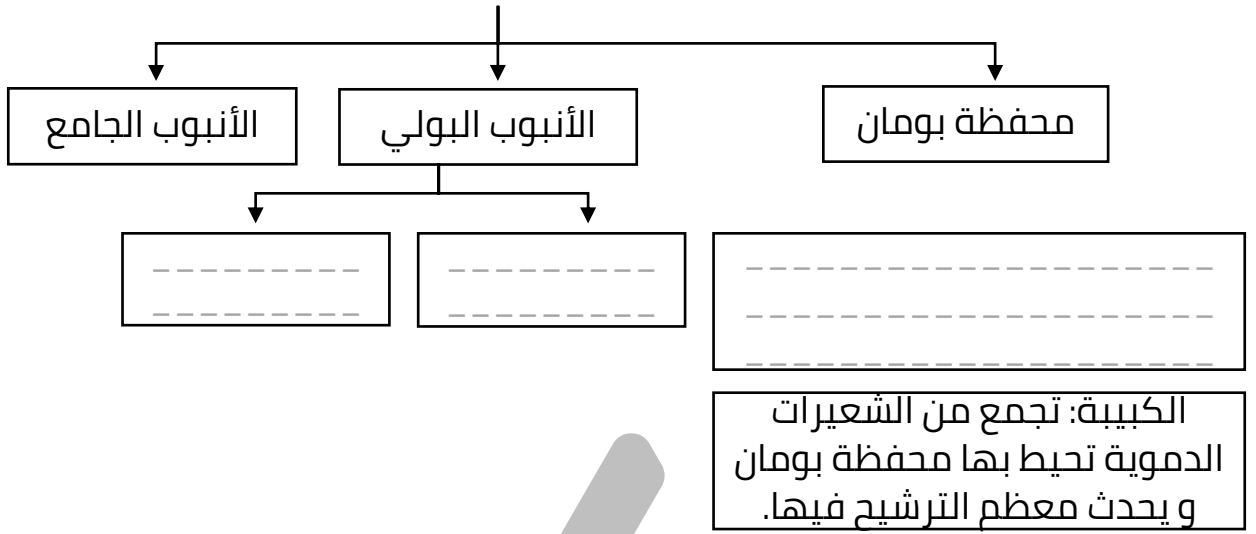 محفظة بومان
الأنبوب البولي
الأنبوب الجامع
الكبيبة: تجمع من الشعيرات
الدموية تحيط بها محفظة بومان
و يحدث معظم الترشيح فيها.